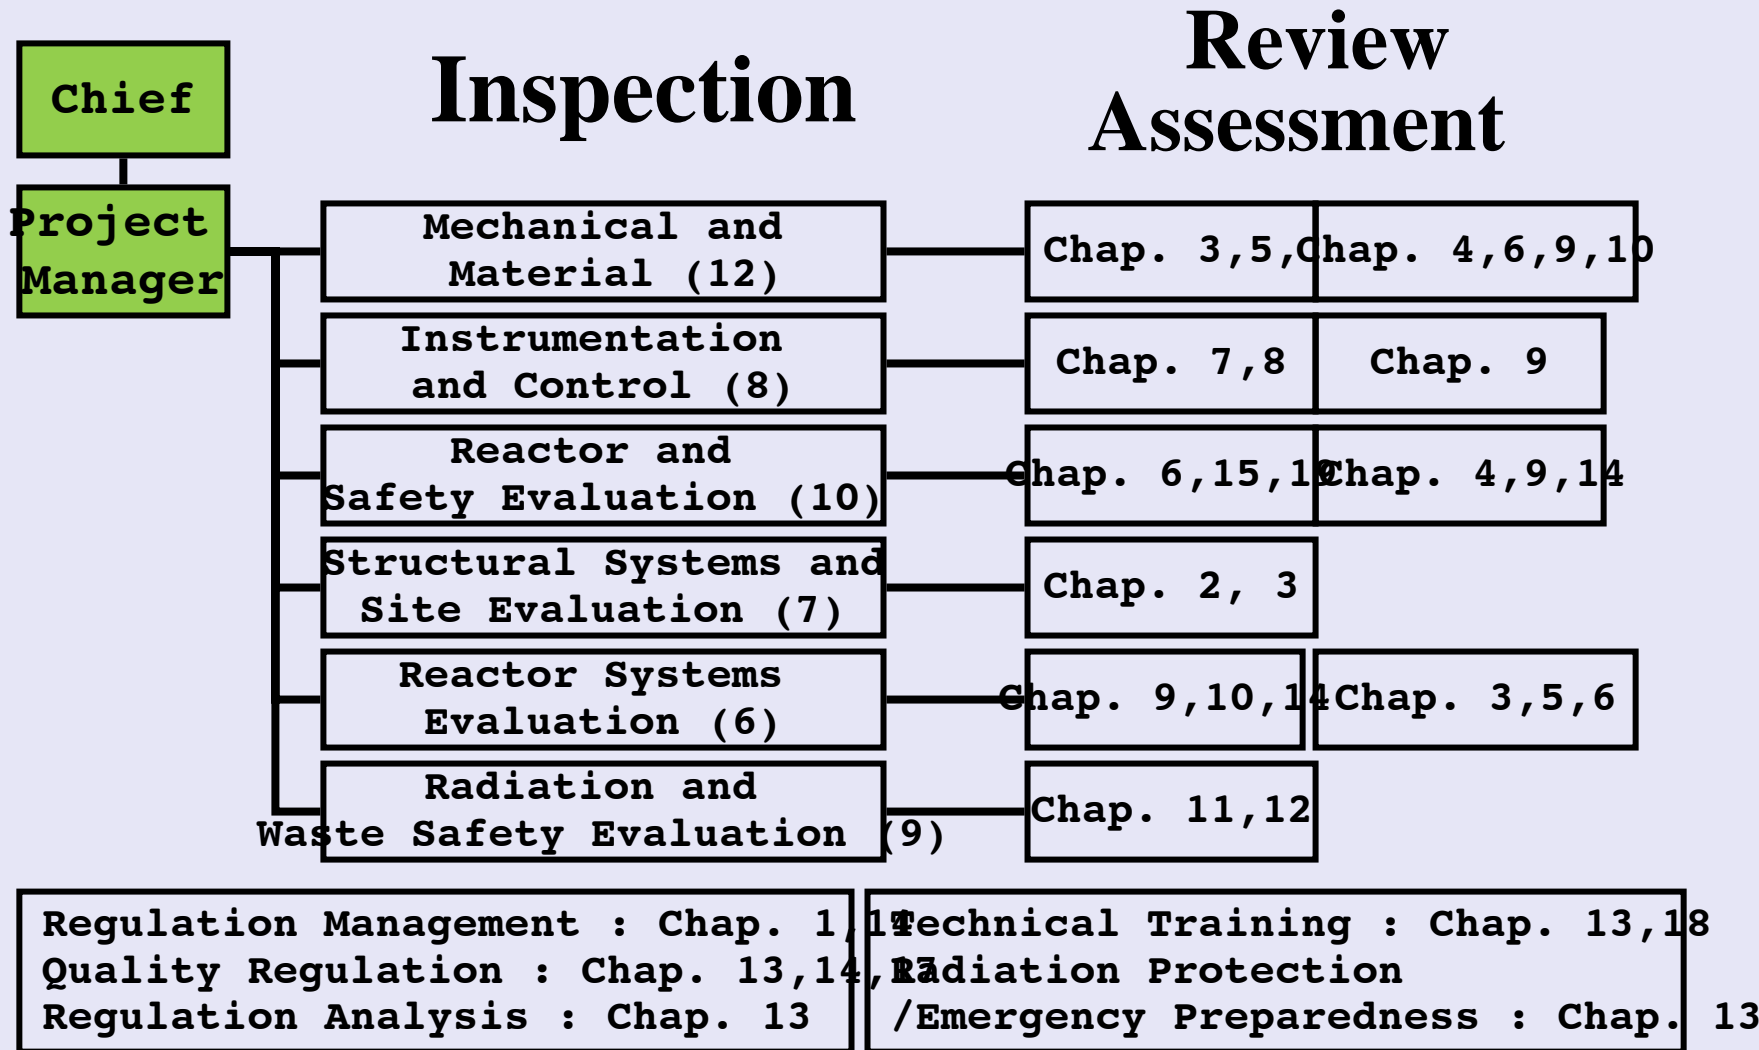 Chief
Project
Manager
Inspection
Review
Assessment
Mechanical and
Material (12)
Chap. 3,5,
Chap. 4,6,9,10
Instrumentation
and Control (8)
Chap. 7,8
Chap. 9
Reactor and
Safety Evaluation (10)
Chap. 6,15,1
Chap. 4,9,14
Structural Systems and
Site Evaluation (7)
Chap. 2, 3
Reactor Systems
Evaluation (6)
Chap. 9,10,14
Chap. 3,5,6
Radiation and
Waste Safety Evaluation (9)
Chap. 11,12
Regulation Management : Chap. 1,14
Quality Regulation : Chap. 13,14,17
Regulation Analysis : Chap. 13
Technical Training : Chap. 13,18
Radiation Protection
/Emergency Preparedness : Chap. 13